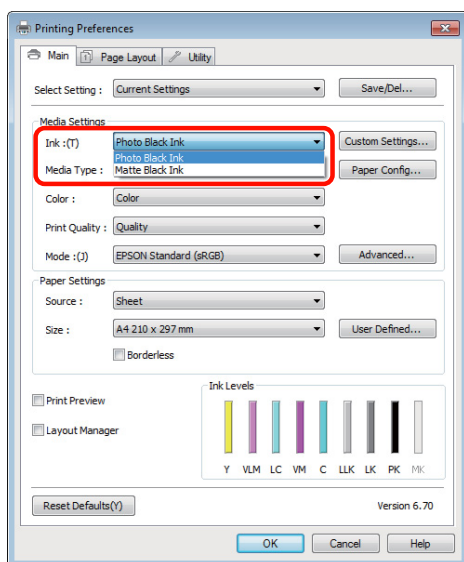 Printing Preferences
Main Page Layout Utility
Select Setting : Current Settings Save/Del...
Media Settings
Ink :(T) Photo Black Ink Custom Settings...
Photo Black Ink
Matte Black Ink
Media Type : Paper Config...
Color : Color
Print Quality : Quality
Mode :(J) EPSON Standard (sRGB) Advanced...
Paper Settings
Source : Sheet
Size : A4 210 x 297 mm User Defined...
Borderless
Ink Levels
Print Preview
Layout Manager
Y VLM LC VM C LLK LK PK MK
Reset Defaults(Y) Version 6.70
OK Cancel Help